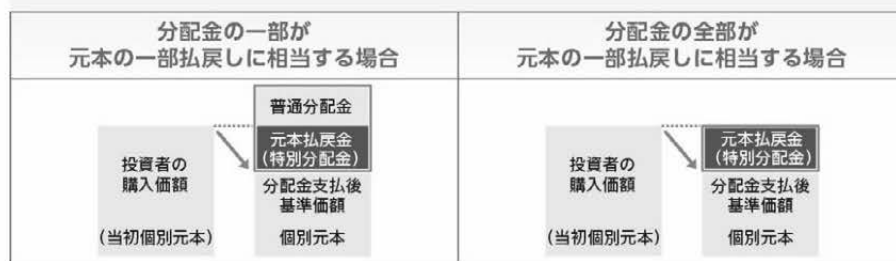 分配金の一部が
元本の一部払戻しに相当する場合
分配金の全部が
元本の一部払戻しに相当する場合
投資者の
購入価額
(当初個別元本)
普通分配金
元本払戻金
(特別分配金)
分配金支払後
基準価額
個別元本
投資者の
購入価額
(当初個別元本)
元本払戻金
(特別分配金)
分配金支払後
基準価額
個別元本